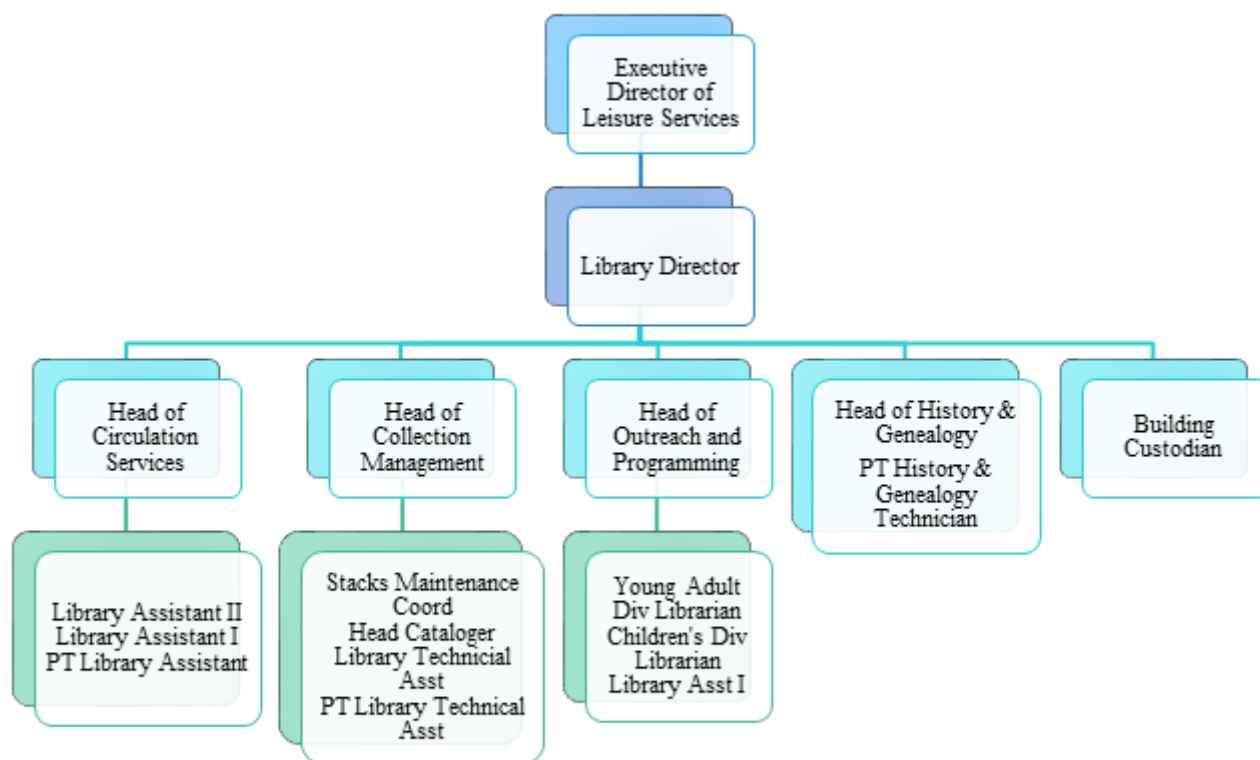 Executive
Director of
Leisure Services
Library Director
Head of
Circulation
Services
Head of
Collection
Management
Head of
Outreach and
Programming
Head of History &
Genealogy
PT History &
Genealogy
Technician
Building
Custodian
Library Assistant II
Library Assistant I
PT Library Assistant
Stacks Maintenance
Coord
Head Cataloger
Library Technicial
Asst
PT Library Technical
Asst
Young Adult
Div Librarian
Children's Div
Librarian
Library Asst I